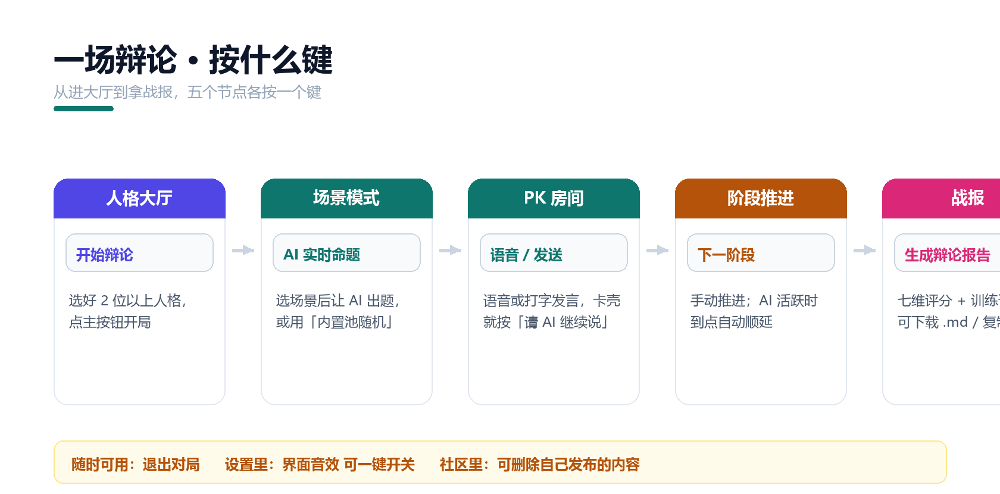 一场辩论·按什么键
从进大厅到拿战报，五个节点各按一个键
人格大厅
开始辩论
选好 2 位以上人格，
点主按钮开局
场景模式
AI 实时命题
选场景后让 AI 出题，
或用「内置池随机」
PK 房间
语音 / 发送
语音或打字发言，卡壳
就按「请 AI 继续说」
阶段推进
下一阶段
手动推进；AI 活跃时
到点自动顺延
战报
生成辩论报告
七维评分 + 训练
可下载 .md / 复
随时可用：退出对局 设置里：界面音效 可一键开关 社区里：可删除自己发布的内容